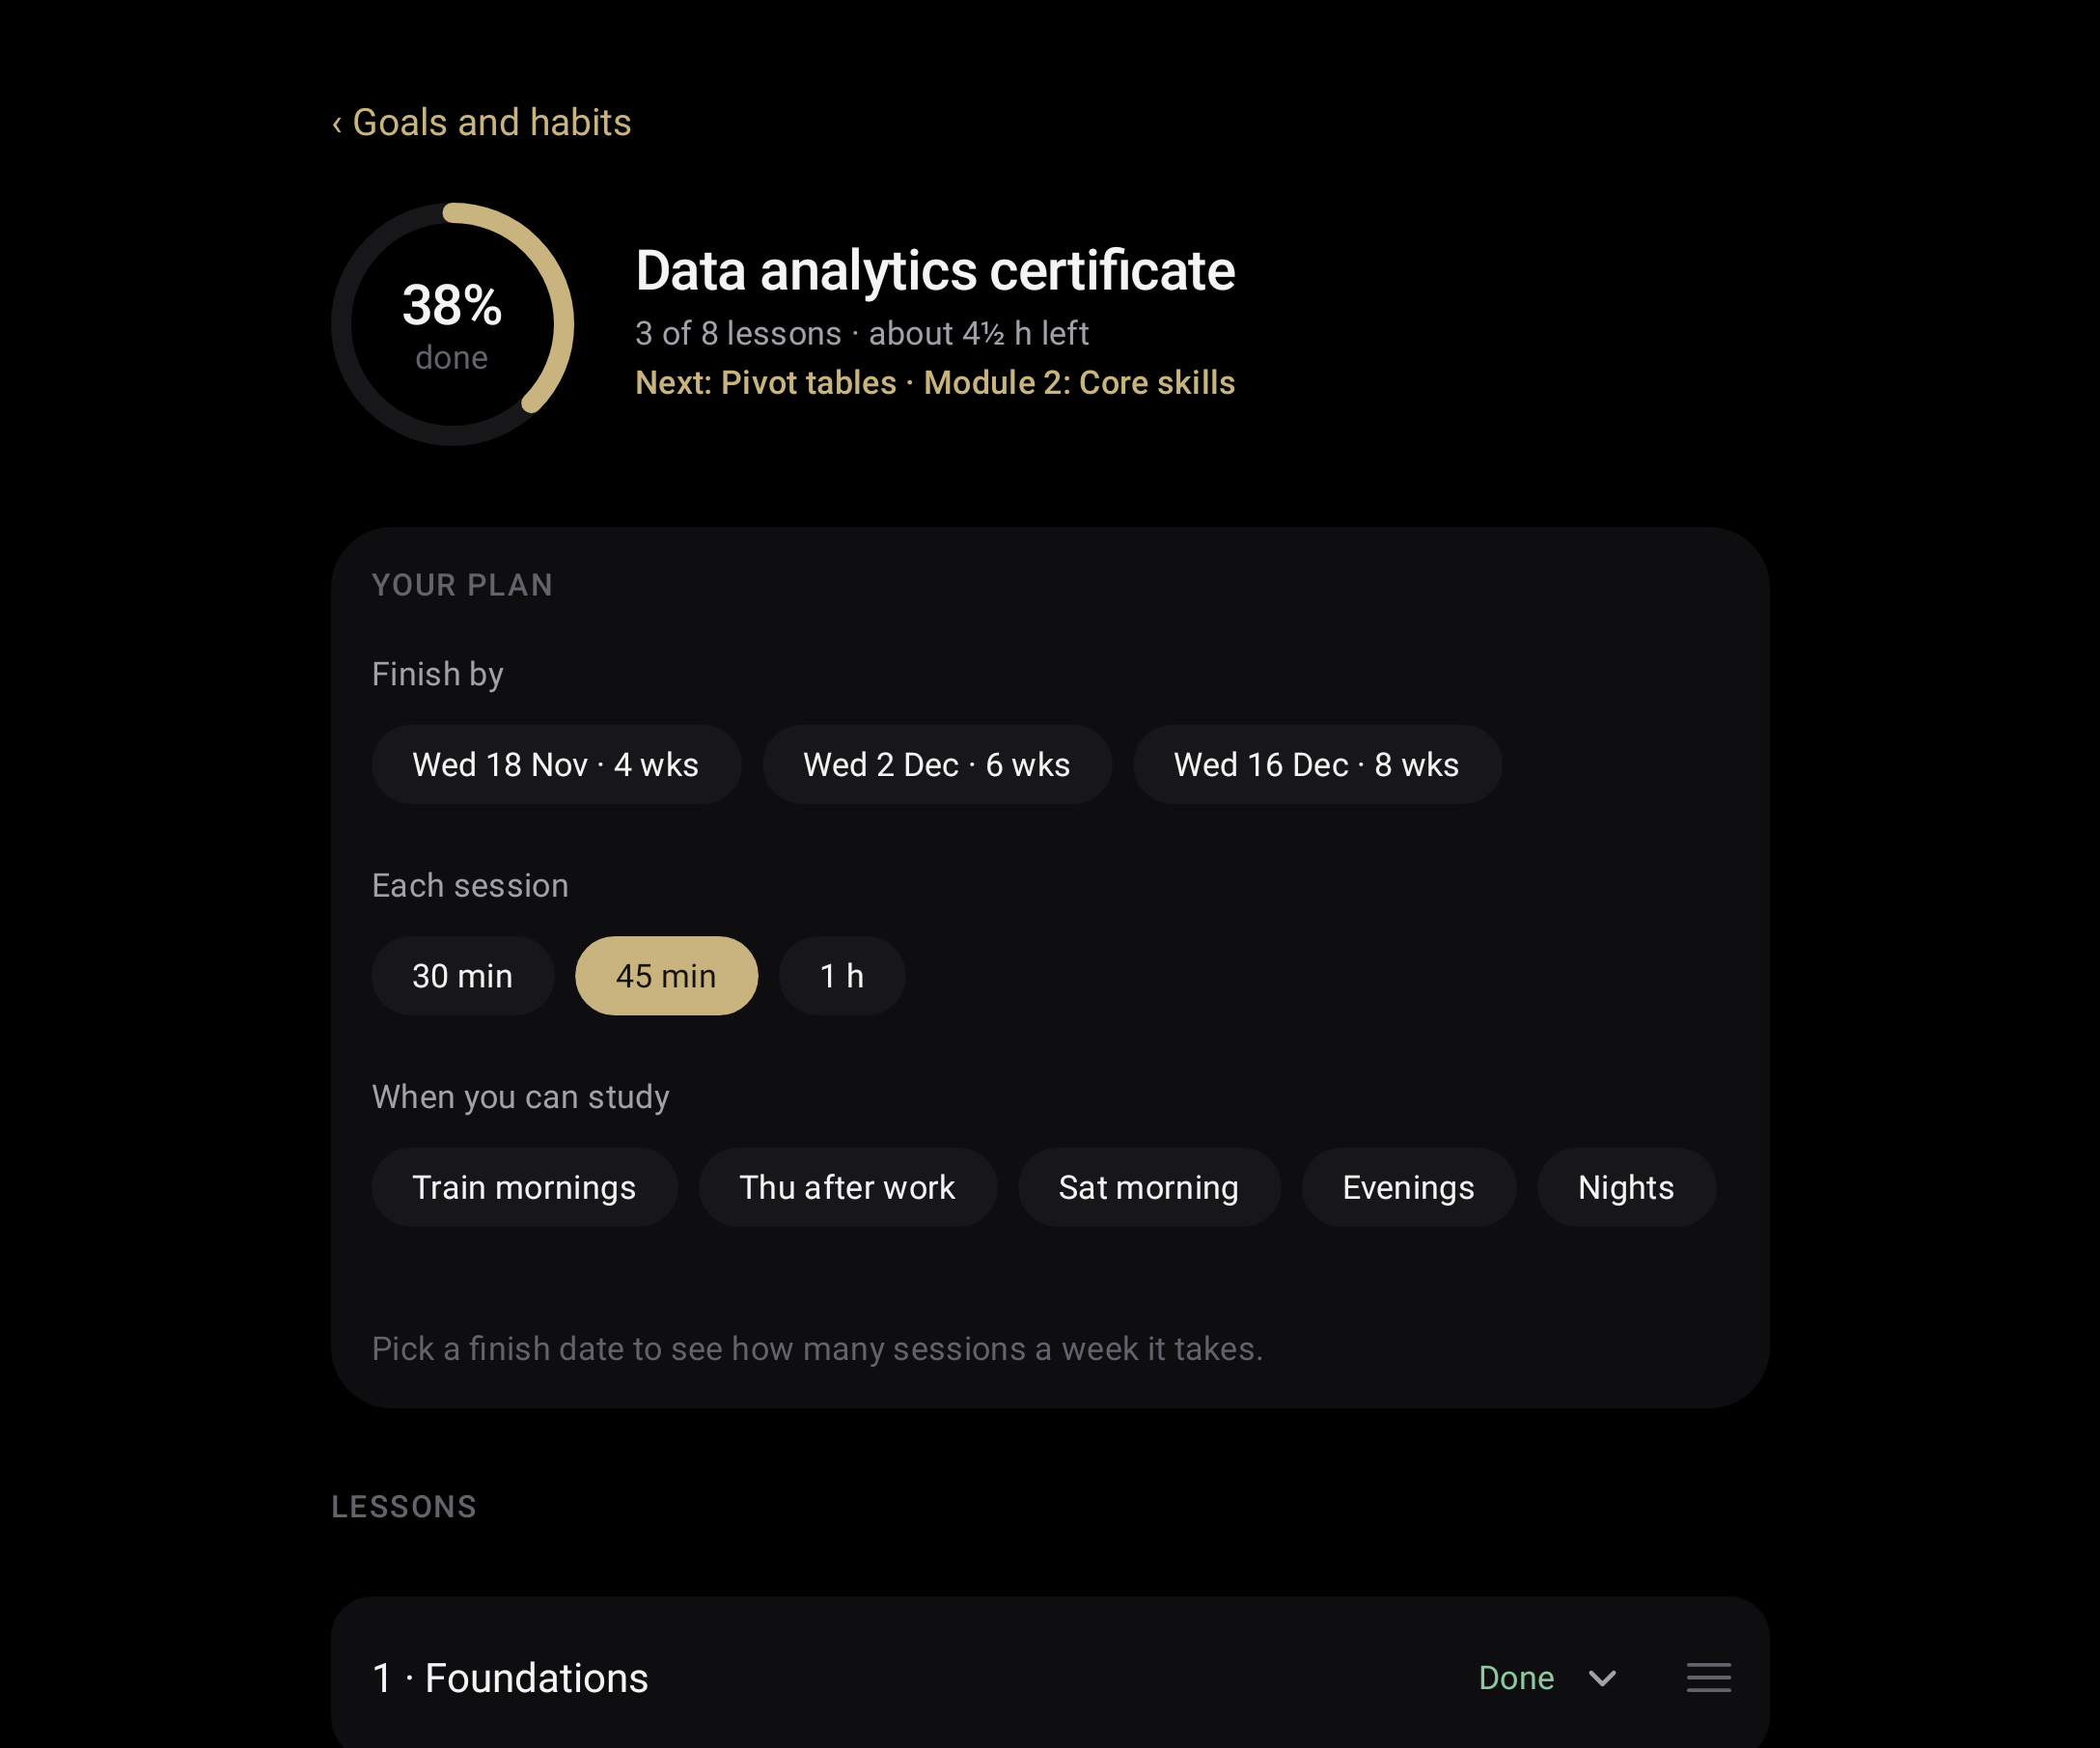 ‹ Goals and habits
38%
done
Data analytics certificate
3 of 8 lessons · about 4½ h left
Next: Pivot tables · Module 2: Core skills
YOUR PLAN
Finish by
Wed 18 Nov · 4 wks
Wed 2 Dec · 6 wks
Wed 16 Dec · 8 wks
Each session
30 min
45 min
1 h
When you can study
Train mornings
Thu after work
Sat morning
Evenings
Nights
Pick a finish date to see how many sessions a week it takes.
LESSONS
1 · Foundations
Done